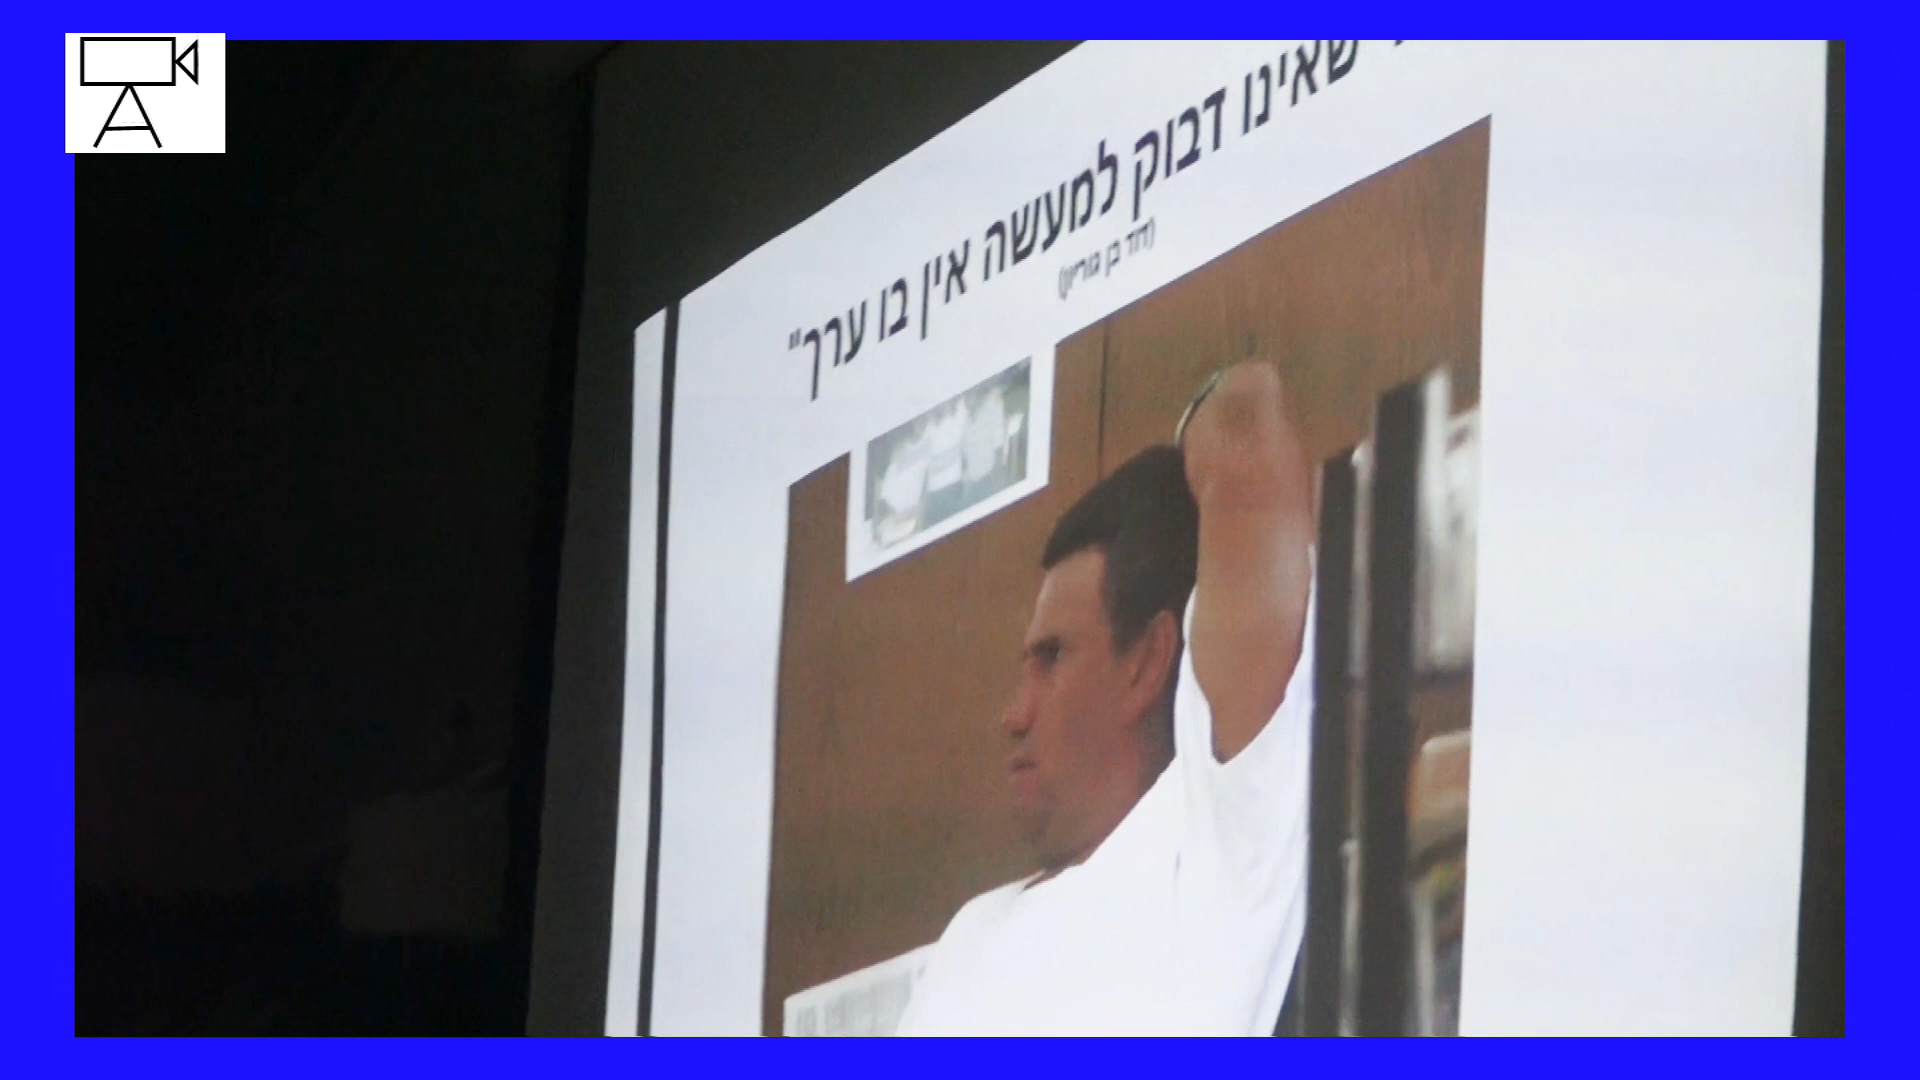 שאינו דבוק למעשה אין בו ערך"
(דוד בן גוריון)